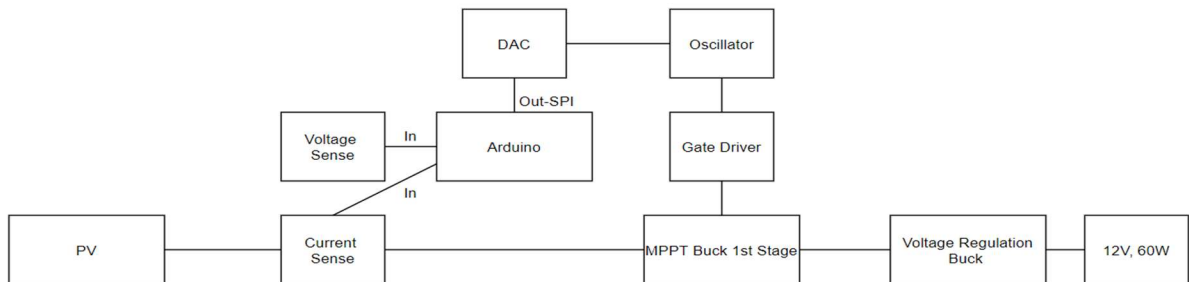 DAC
Oscillator
Out-SPI
Voltage
Sense
In
Arduino
Gate Driver
In
PV
Current
Sense
MPPT Buck 1st Stage
Voltage Regulation
Buck
12V, 60W